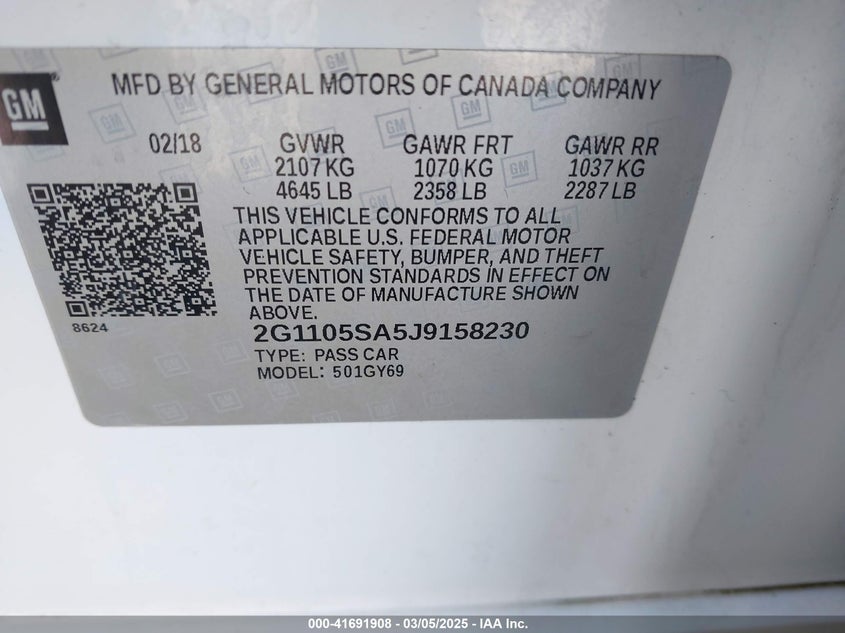 GM
MFD BY GENERAL MOTORS OF CANADA COMPANY
02/18 GVWR GAWR FRT GAWR RR
2107 KG 1070 KG 1037 KG
4645 LB 2358 LB 2287 LB
THIS VEHICLE CONFORMS TO ALL
APPLICABLE U.S. FEDERAL MOTOR
VEHICLE SAFETY, BUMPER, AND THEFT
PREVENTION STANDARDS IN EFFECT ON
THE DATE OF MANUFACTURE SHOWN
ABOVE.
8624
2G1105SA5J9158230
TYPE: PASS CAR
MODEL: 501GY69
000-41691908 - 03/05/2025 - IAA Inc.